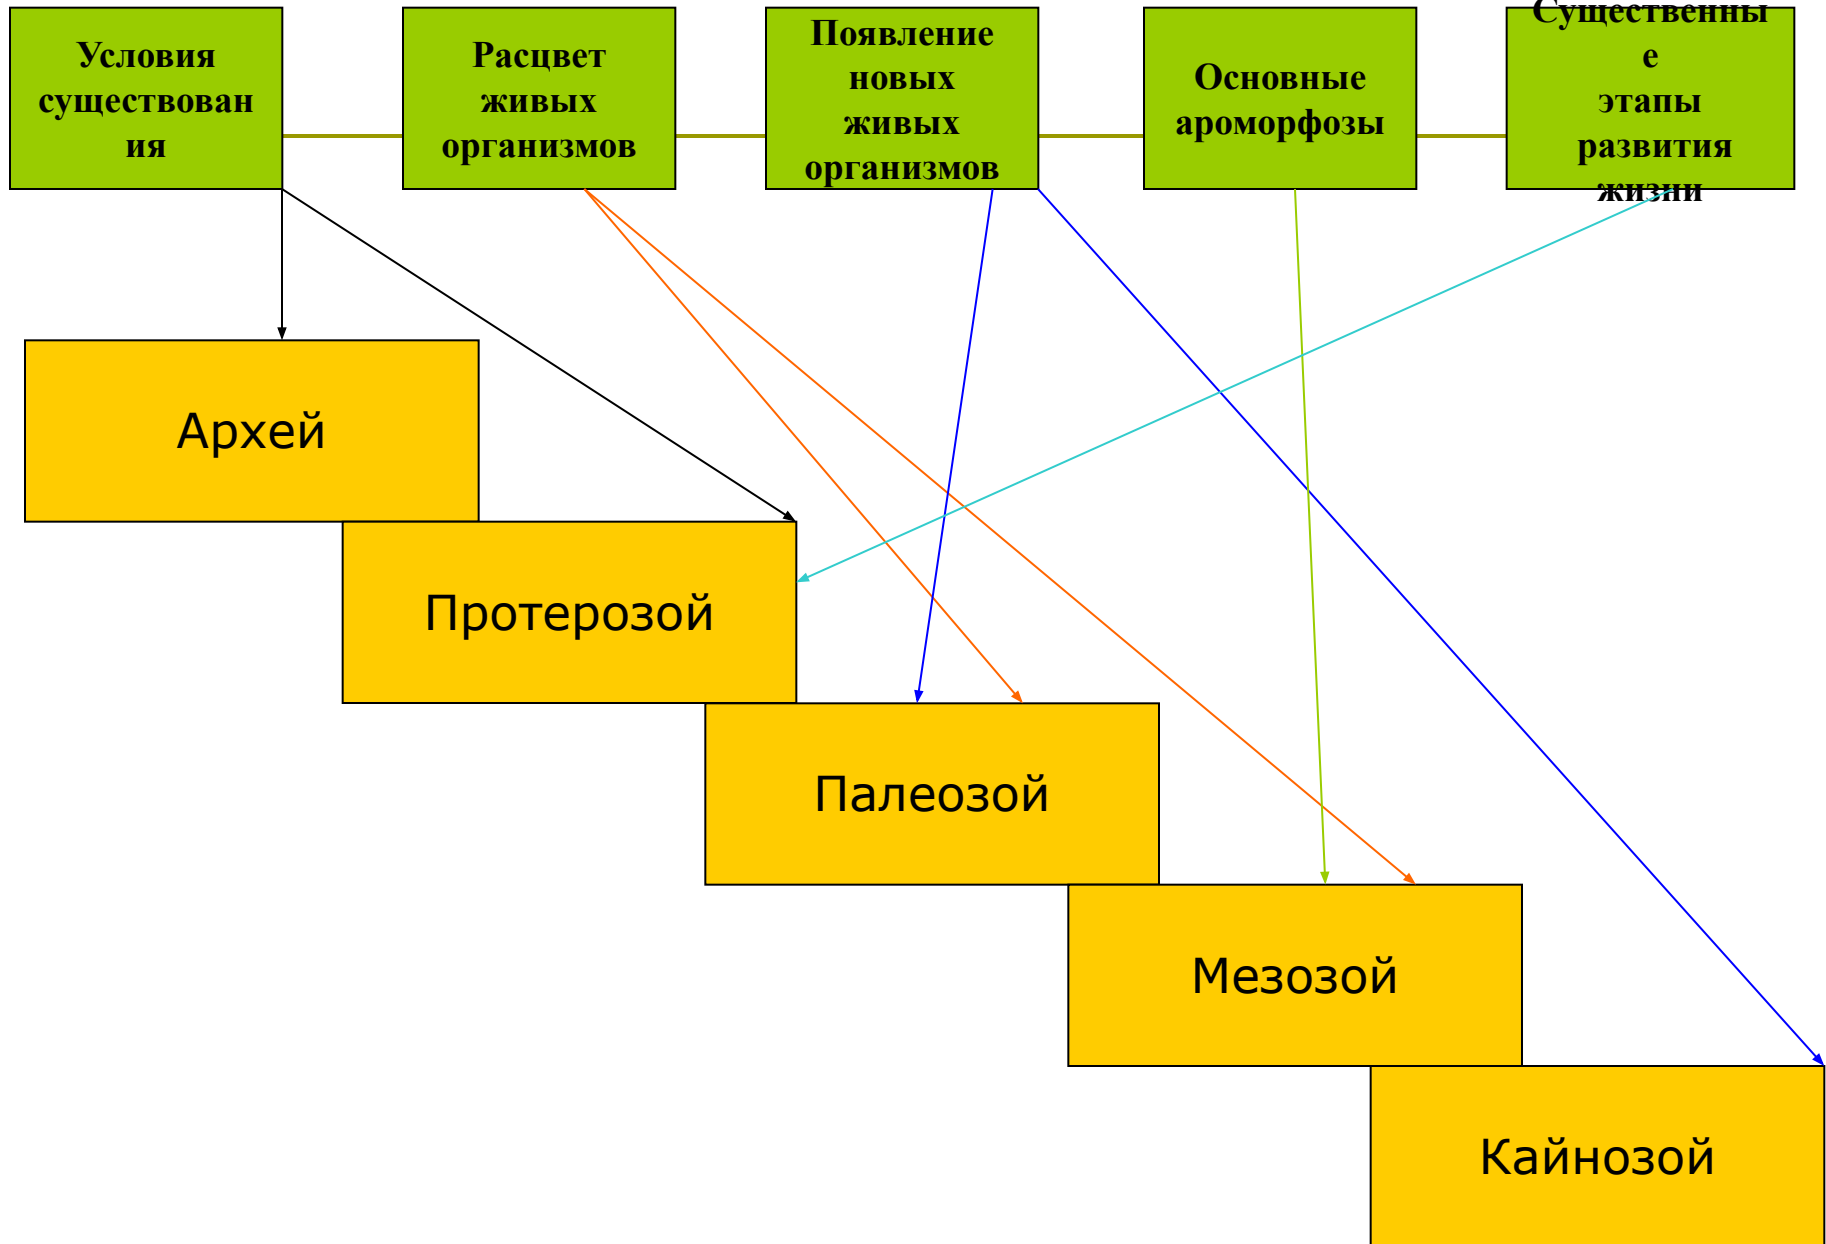 Условия
существован
ия
Расцвет
живых
организмов
Появление
новых
живых
организмов
Основные
ароморфозы
Существенны
е
этапы
развития
жизни
Архей
Протерозой
Палеозой
Мезозой
Кайнозой